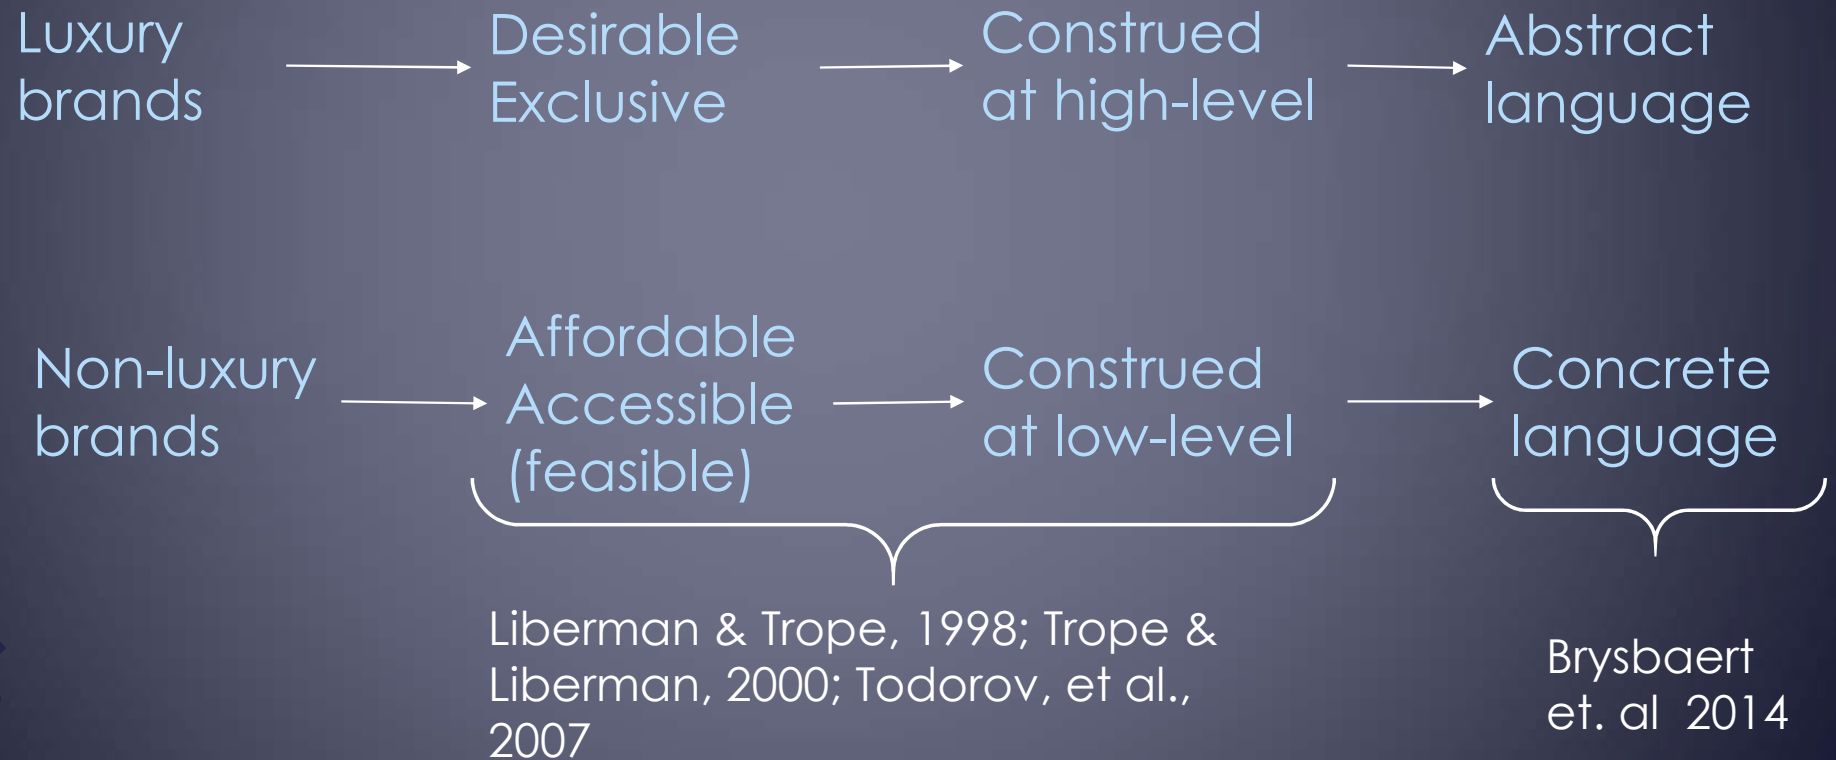 Luxury
brands
Desirable
Exclusive
Construed
at high-level
Abstract
language
Non-luxury
brands
Affordable
Accessible
(feasible)
Construed
at low-level
Concrete
language
Liberman & Trope, 1998; Trope &
Liberman, 2000; Todorov, et al.,
2007
Brysbaert
et. al 2014